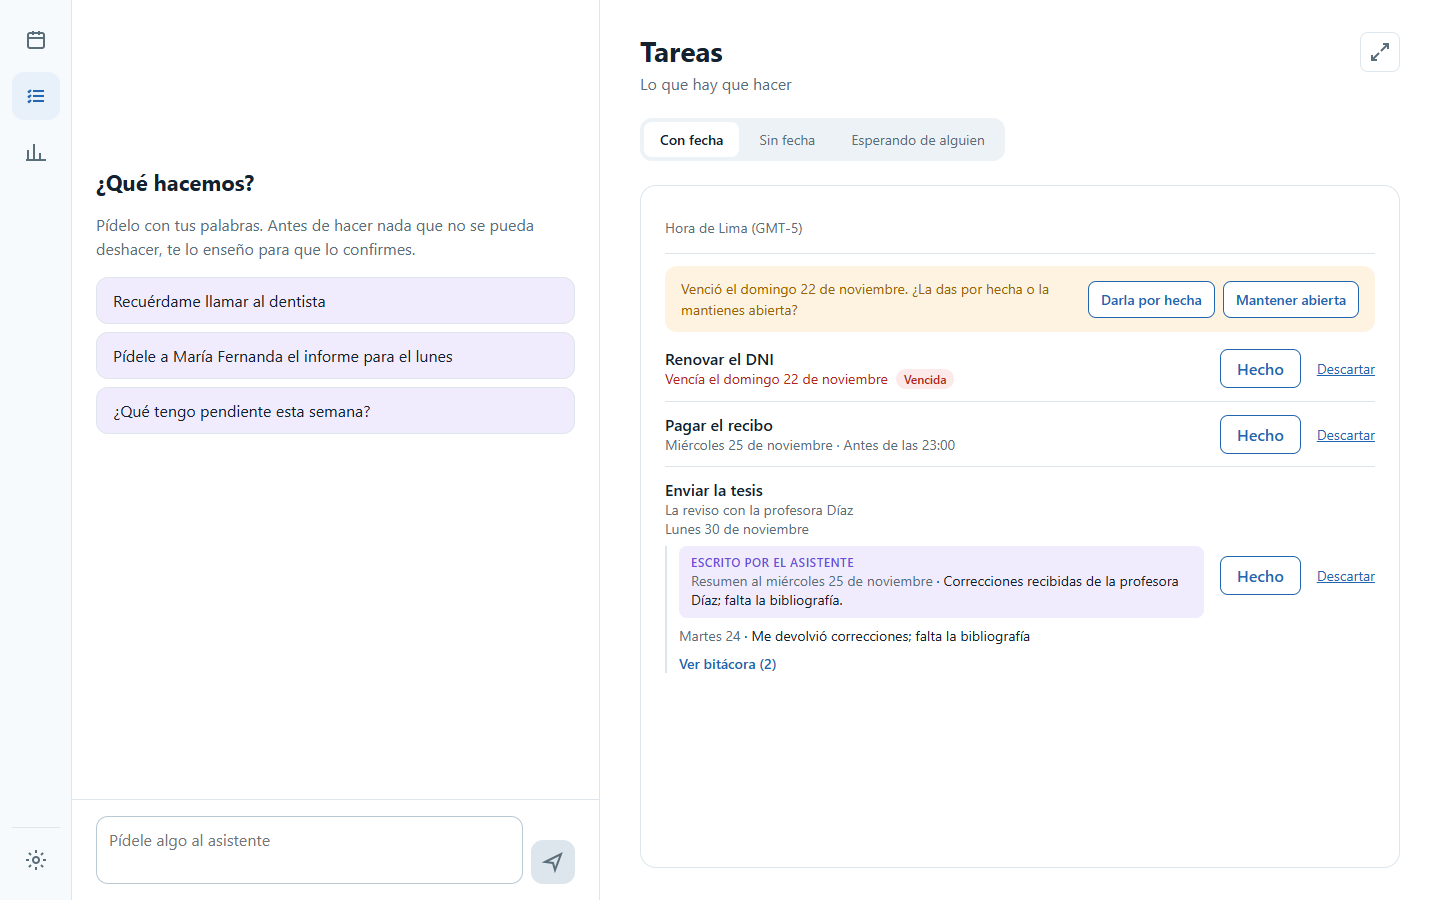 ¿Qué hacemos?
Pídelo con tus palabras. Antes de hacer nada que no se pueda
deshacer, te lo enseño para que lo confirmes.
Recuérdame llamar al dentista
Pídele a María Fernanda el informe para el lunes
¿Qué tengo pendiente esta semana?
Pídele algo al asistente
Tareas
Lo que hay que hacer
Con fecha
Sin fecha
Esperando de alguien
Hora de Lima (GMT-5)
Venció el domingo 22 de noviembre. ¿La das por hecha o la
mantienes abierta?
Darla por hecha
Mantener abierta
Renovar el DNI
Vencía el domingo 22 de noviembre Vencida
Hecho
Descartar
Pagar el recibo
Miércoles 25 de noviembre · Antes de las 23:00
Hecho
Descartar
Enviar la tesis
La reviso con la profesora Díaz
Lunes 30 de noviembre
ESCRITO POR EL ASISTENTE
Resumen al miércoles 25 de noviembre · Correcciones recibidas de la profesora
Díaz; falta la bibliografía.
Hecho
Descartar
Martes 24 · Me devolvió correcciones; falta la bibliografía
Ver bitácora (2)